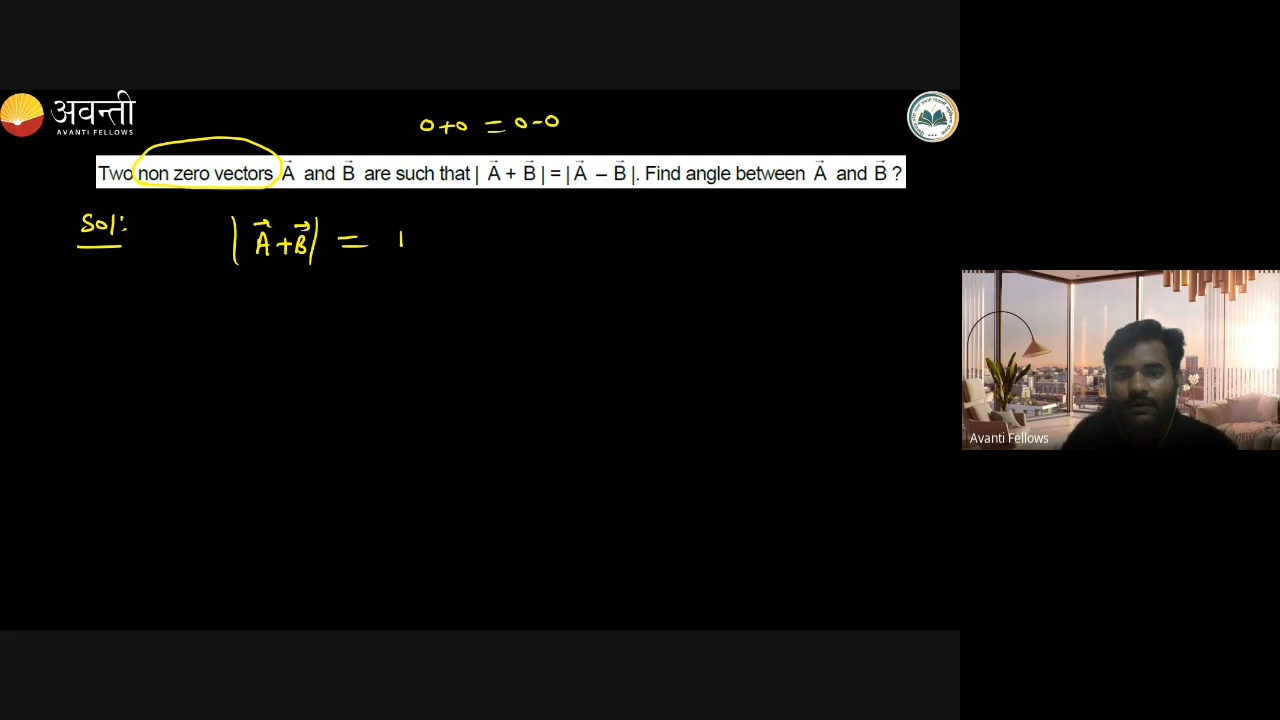 अवन्ती
AVANTI FELLOWS
0+0 = 0-0
Two non zero vectors A⃗ and B⃗ are such that | A⃗ + B⃗ | = | A⃗ − B⃗ |. Find angle between A⃗ and B⃗ ?
Sol:
|A⃗+B⃗| = |
Avanti Fellows